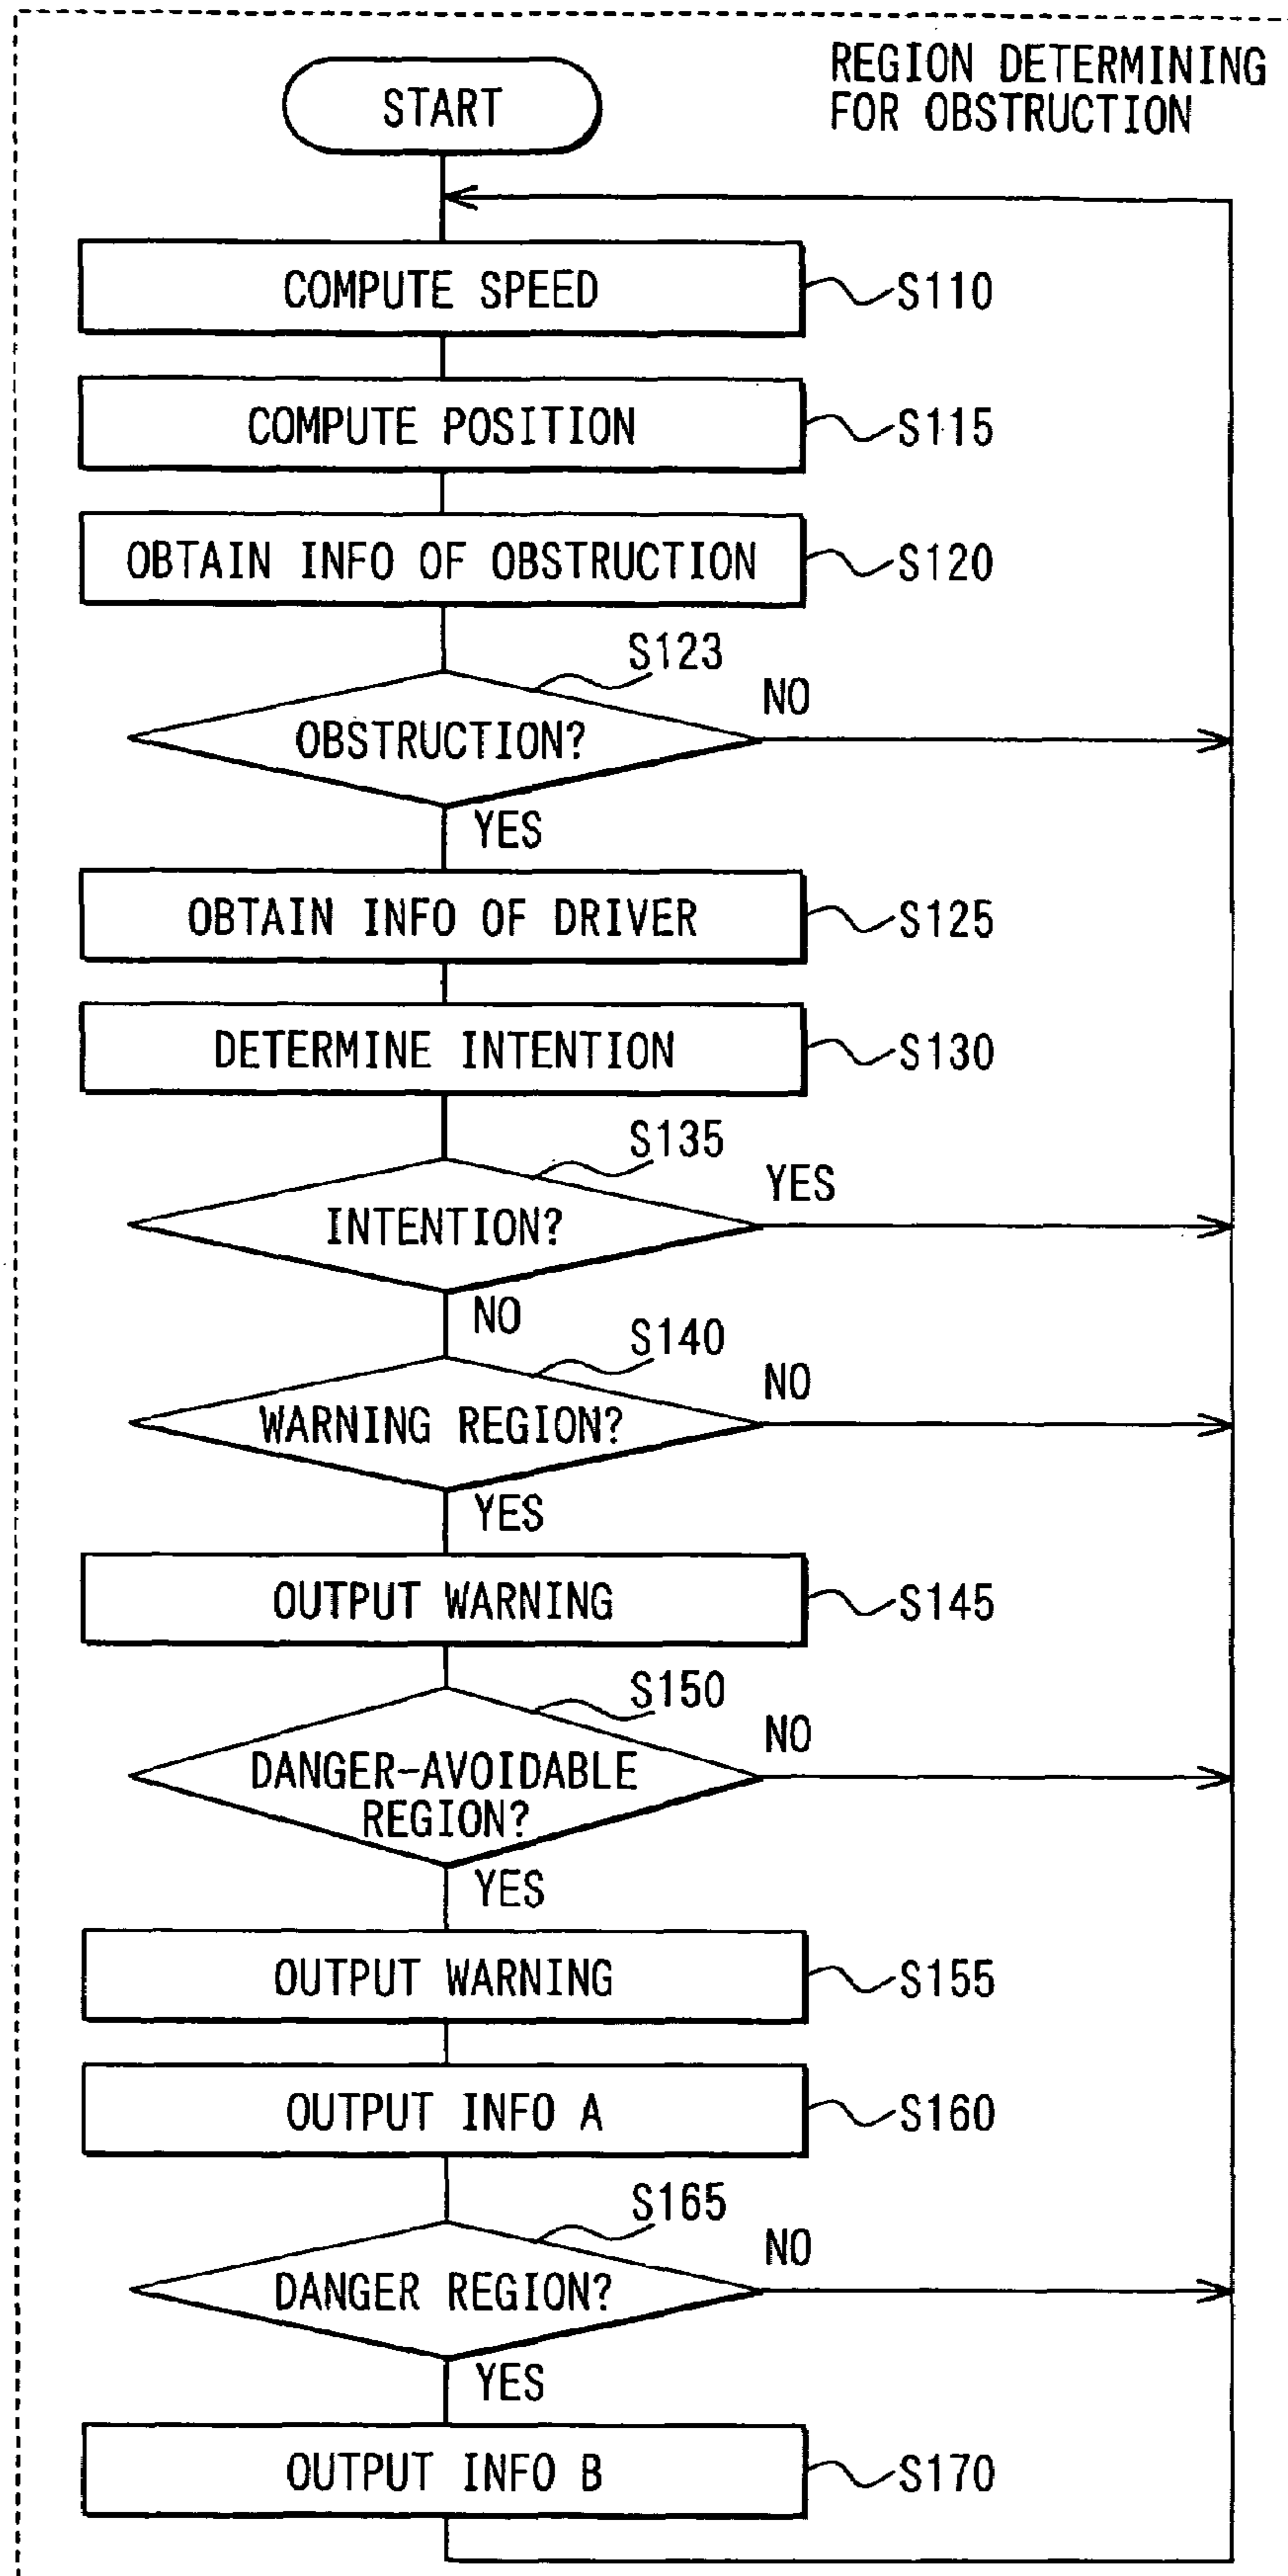 REGION DETERMINING
FOR OBSTRUCTION
START
COMPUTE SPEED
S110
COMPUTE POSITION
S115
OBTAIN INFO OF OBSTRUCTION
S120
S123
OBSTRUCTION?
NO
YES
OBTAIN INFO OF DRIVER
S125
DETERMINE INTENTION
S130
S135
INTENTION?
YES
NO
S140
WARNING REGION?
NO
YES
OUTPUT WARNING
S145
S150
DANGER-AVOIDABLE
REGION?
NO
YES
OUTPUT WARNING
S155
OUTPUT INFO A
S160
S165
DANGER REGION?
NO
YES
OUTPUT INFO B
S170